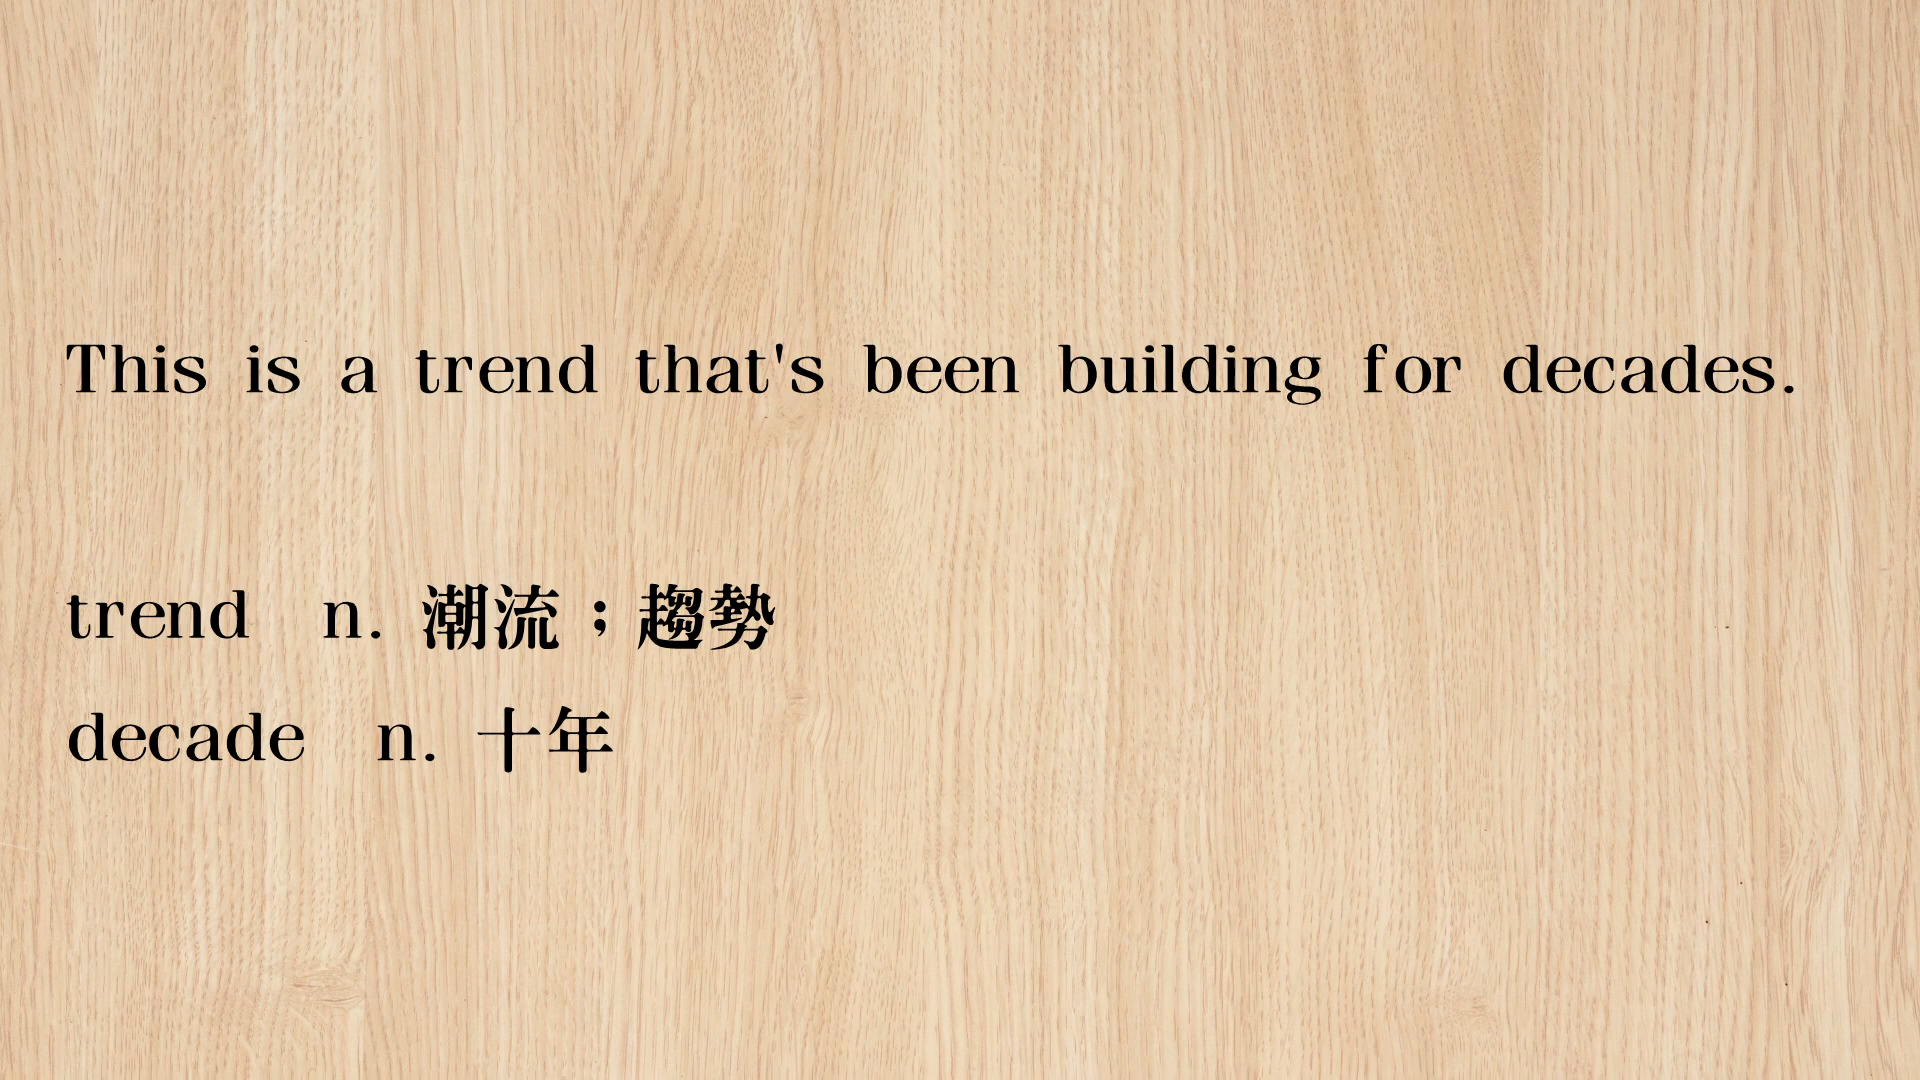 This is a trend that's been building for decades.
trend  n. 潮流；趨勢
decade  n. 十年